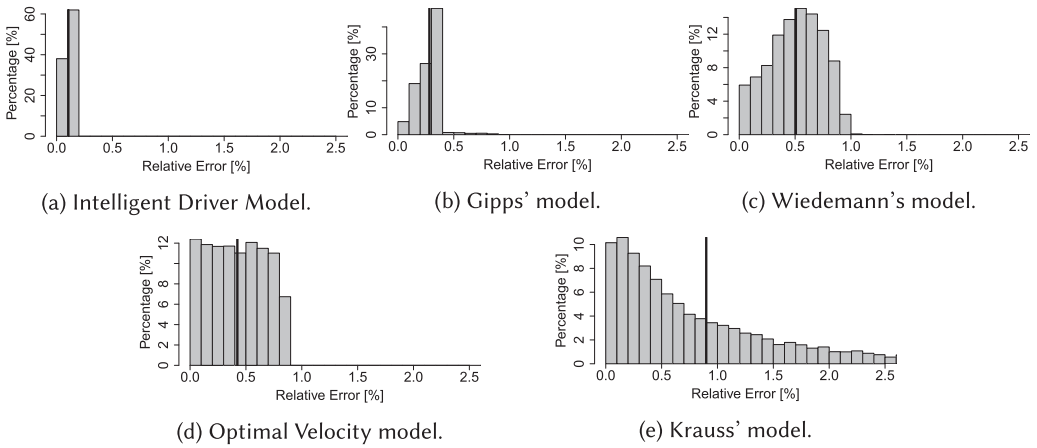 Percentage [%]
0 20 40 60
0.0 0.5 1.0 1.5 2.0 2.5
Relative Error [%]
(a) Intelligent Driver Model.
Percentage [%]
0 10 30
0.0 0.5 1.0 1.5 2.0 2.5
Relative Error [%]
(b) Gipps’ model.
Percentage [%]
0 4 8 12
0.0 0.5 1.0 1.5 2.0 2.5
Relative Error [%]
(c) Wiedemann’s model.
Percentage [%]
0 2 4 6 8 12
0.0 0.5 1.0 1.5 2.0 2.5
Relative Error [%]
(d) Optimal Velocity model.
Percentage [%]
0 2 4 6 8 10
0.0 0.5 1.0 1.5 2.0 2.5
Relative Error [%]
(e) Krauss’ model.